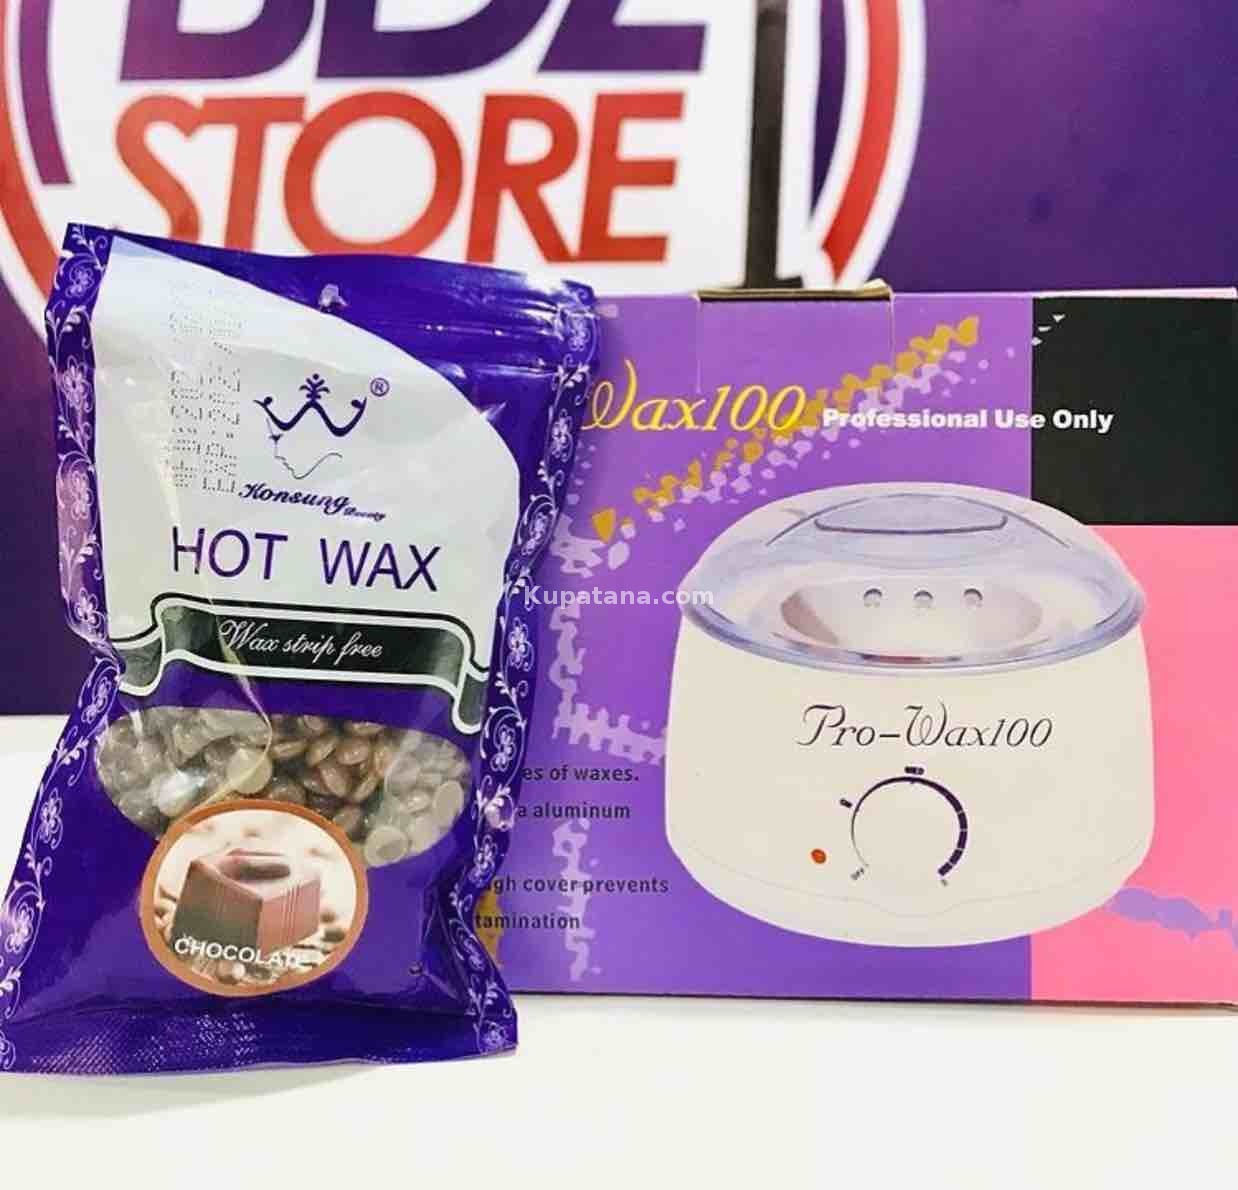 STORE
Konsung
Beauty
®
HOT WAX
Wax strip free
CHOCOLATE
Wax100 Professional Use Only
Kupatana.com
Pro-Wax100
OFF
es of waxes.
a aluminum
gh cover prevents
tamination